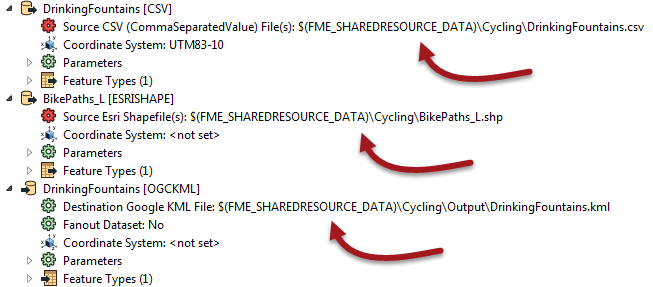 DrinkingFountains [CSV]
Source CSV (CommaSeparatedValue) File(s): $(FME_SHAREDRESOURCE_DATA)\Cycling\DrinkingFountains.csv
Coordinate System: UTM83-10
Parameters
Feature Types (1)
BikePaths_L [ESRISHAPE]
Source Esri Shapefile(s): $(FME_SHAREDRESOURCE_DATA)\Cycling\BikePaths_L.shp
Coordinate System: <not set>
Parameters
Feature Types (1)
DrinkingFountains [OGCKML]
Destination Google KML File: $(FME_SHAREDRESOURCE_DATA)\Cycling\Output\DrinkingFountains.kml
Fanout Dataset: No
Coordinate System: <not set>
Parameters
Feature Types (1)